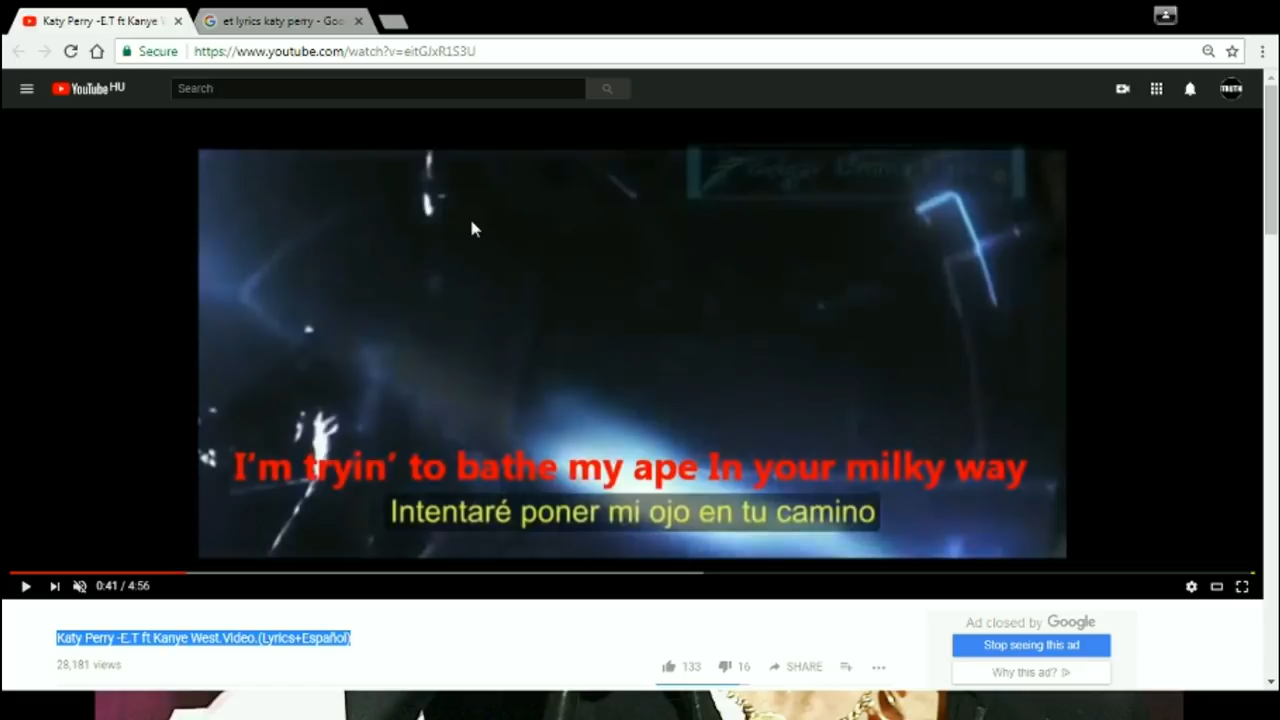 Katy Perry -E.T ft Kanye W
et lyrics katy perry - Goo
Secure
https://www.youtube.com/watch?v=eitGJxR1S3U
YouTube HU
Search
TRUTH
I'm tryin' to bathe my ape In your milky way
Intentaré poner mi ojo en tu camino
0:41 / 4:56
Katy Perry -E.T ft Kanye West.Video.(Lyrics+Español)
28,181 views
133
16
SHARE
Ad closed by Google
Stop seeing this ad
Why this ad?